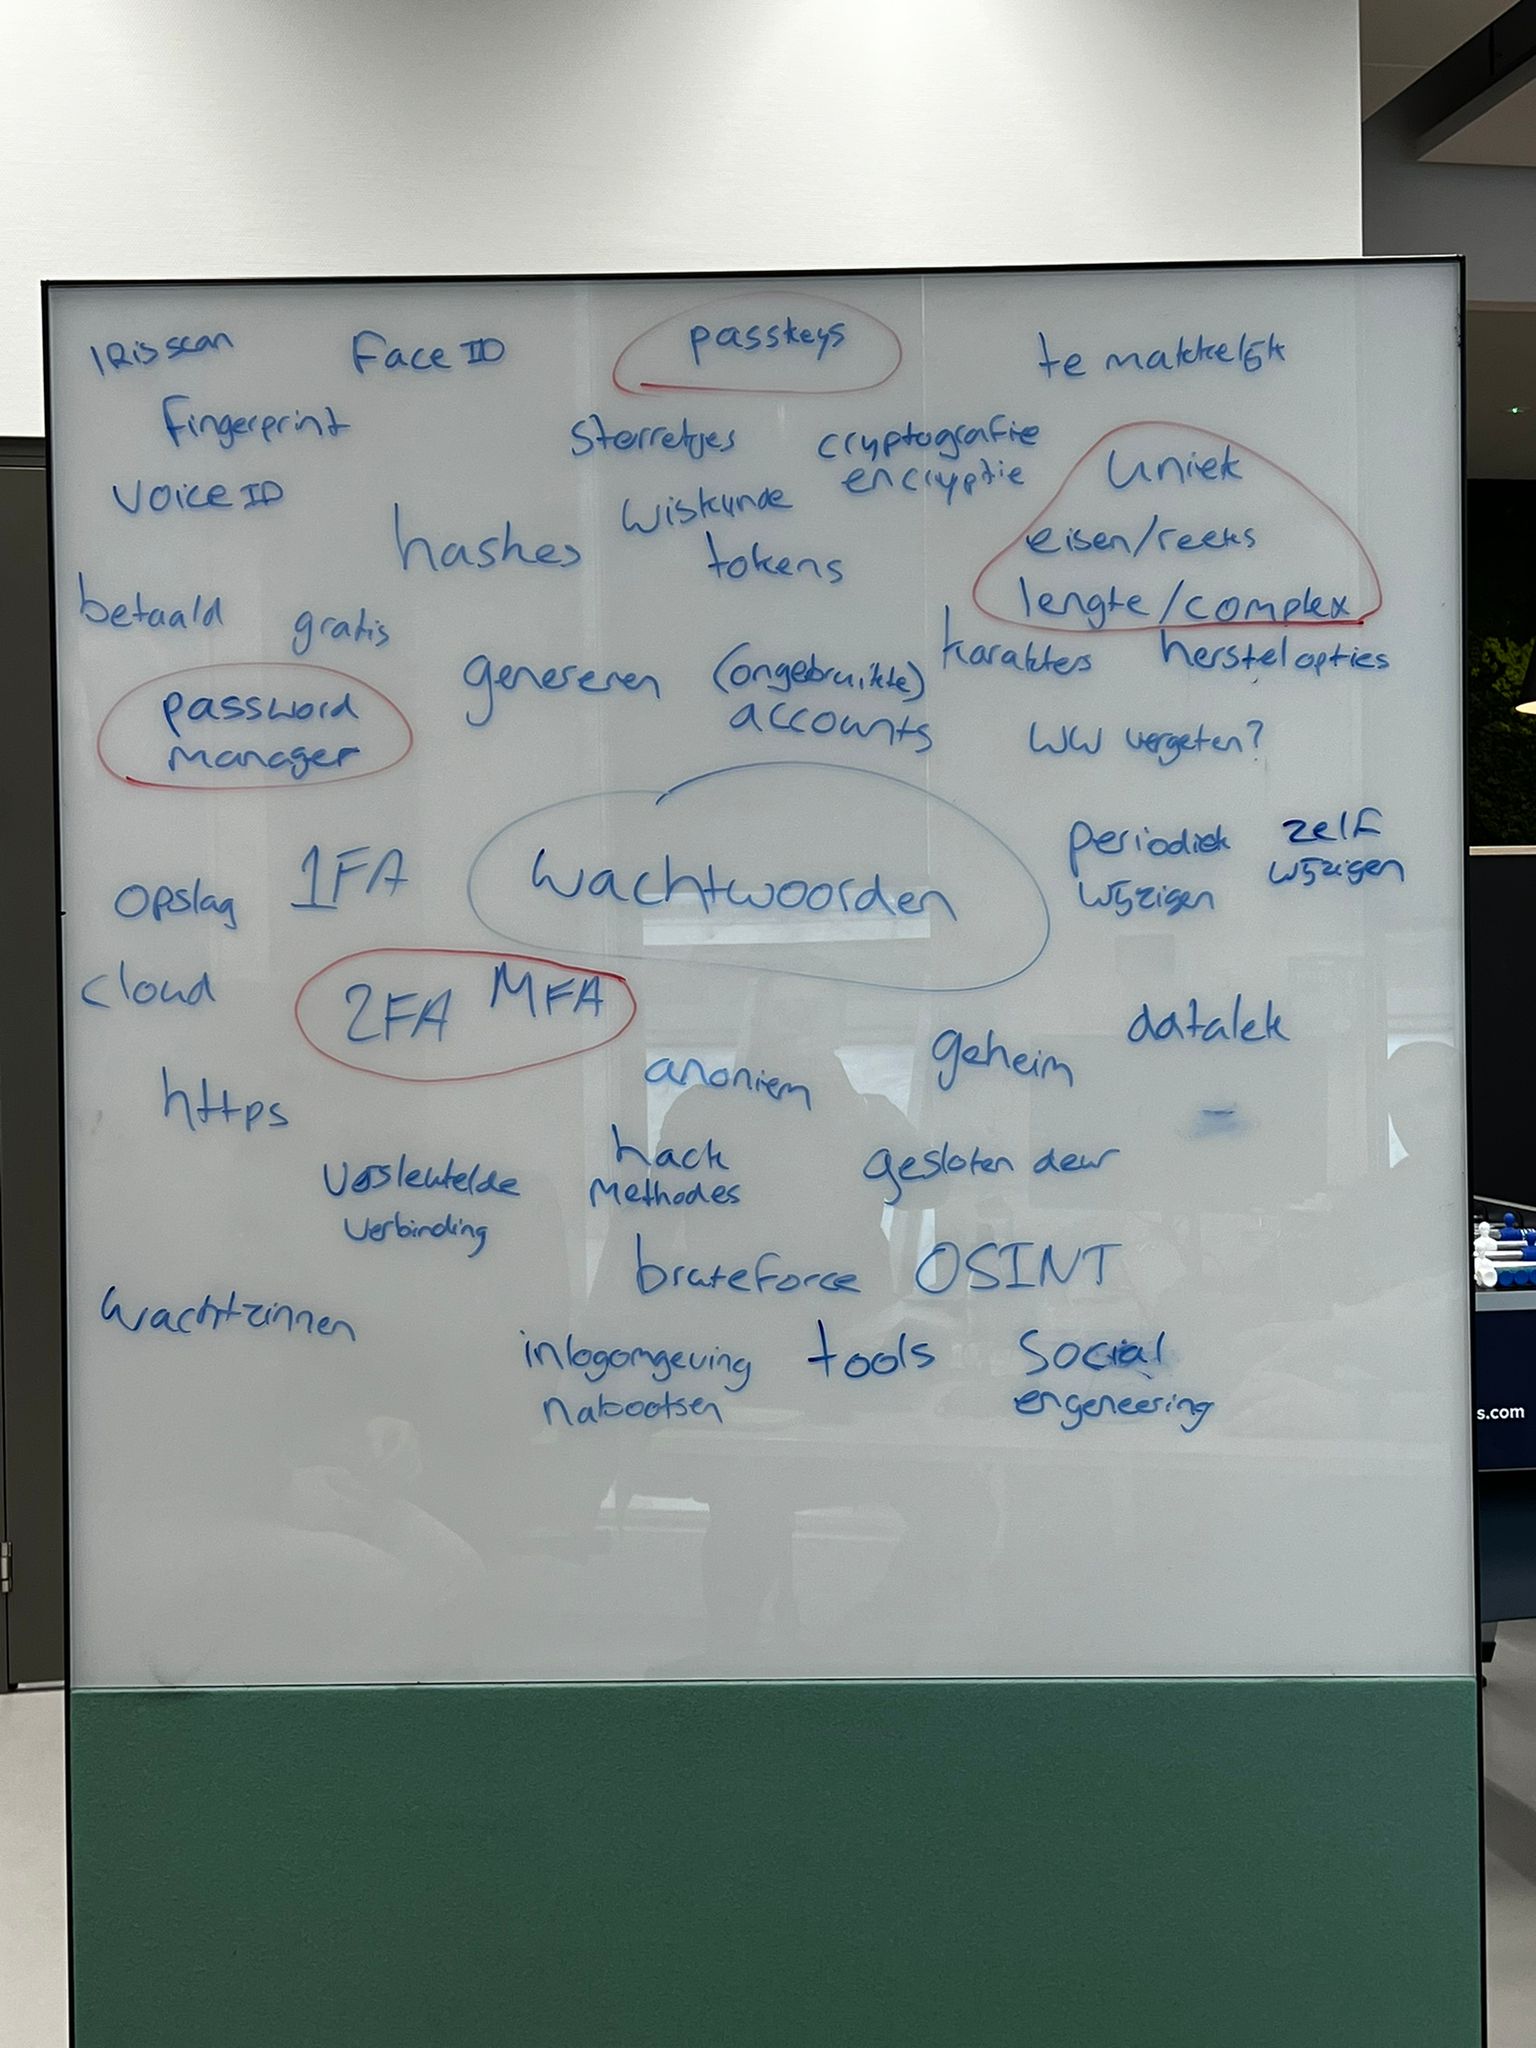 IRisscan
Face ID
passkeys
te makkelijk
fingerprint
sterretjes
cryptografie
encryptie
uniek
Voice ID
wiskunde
hashes
tokens
eisen/reeks
lengte/complex
betaald
gratis
karakters
herstelopties
password
manager
genereren
(ongebruikte)
accounts
WW vergeten?
periodiek
wijzigen
zelf
wijzigen
wachtwoorden
opslag
1FA
cloud
2FA
MFA
datalek
geheim
anoniem
https
hack
methodes
gesloten deur
versleutelde
verbinding
bruteforce
OSINT
wachtzinnen
inlogomgeving
nabootsen
tools
Social
engeneering
s.com